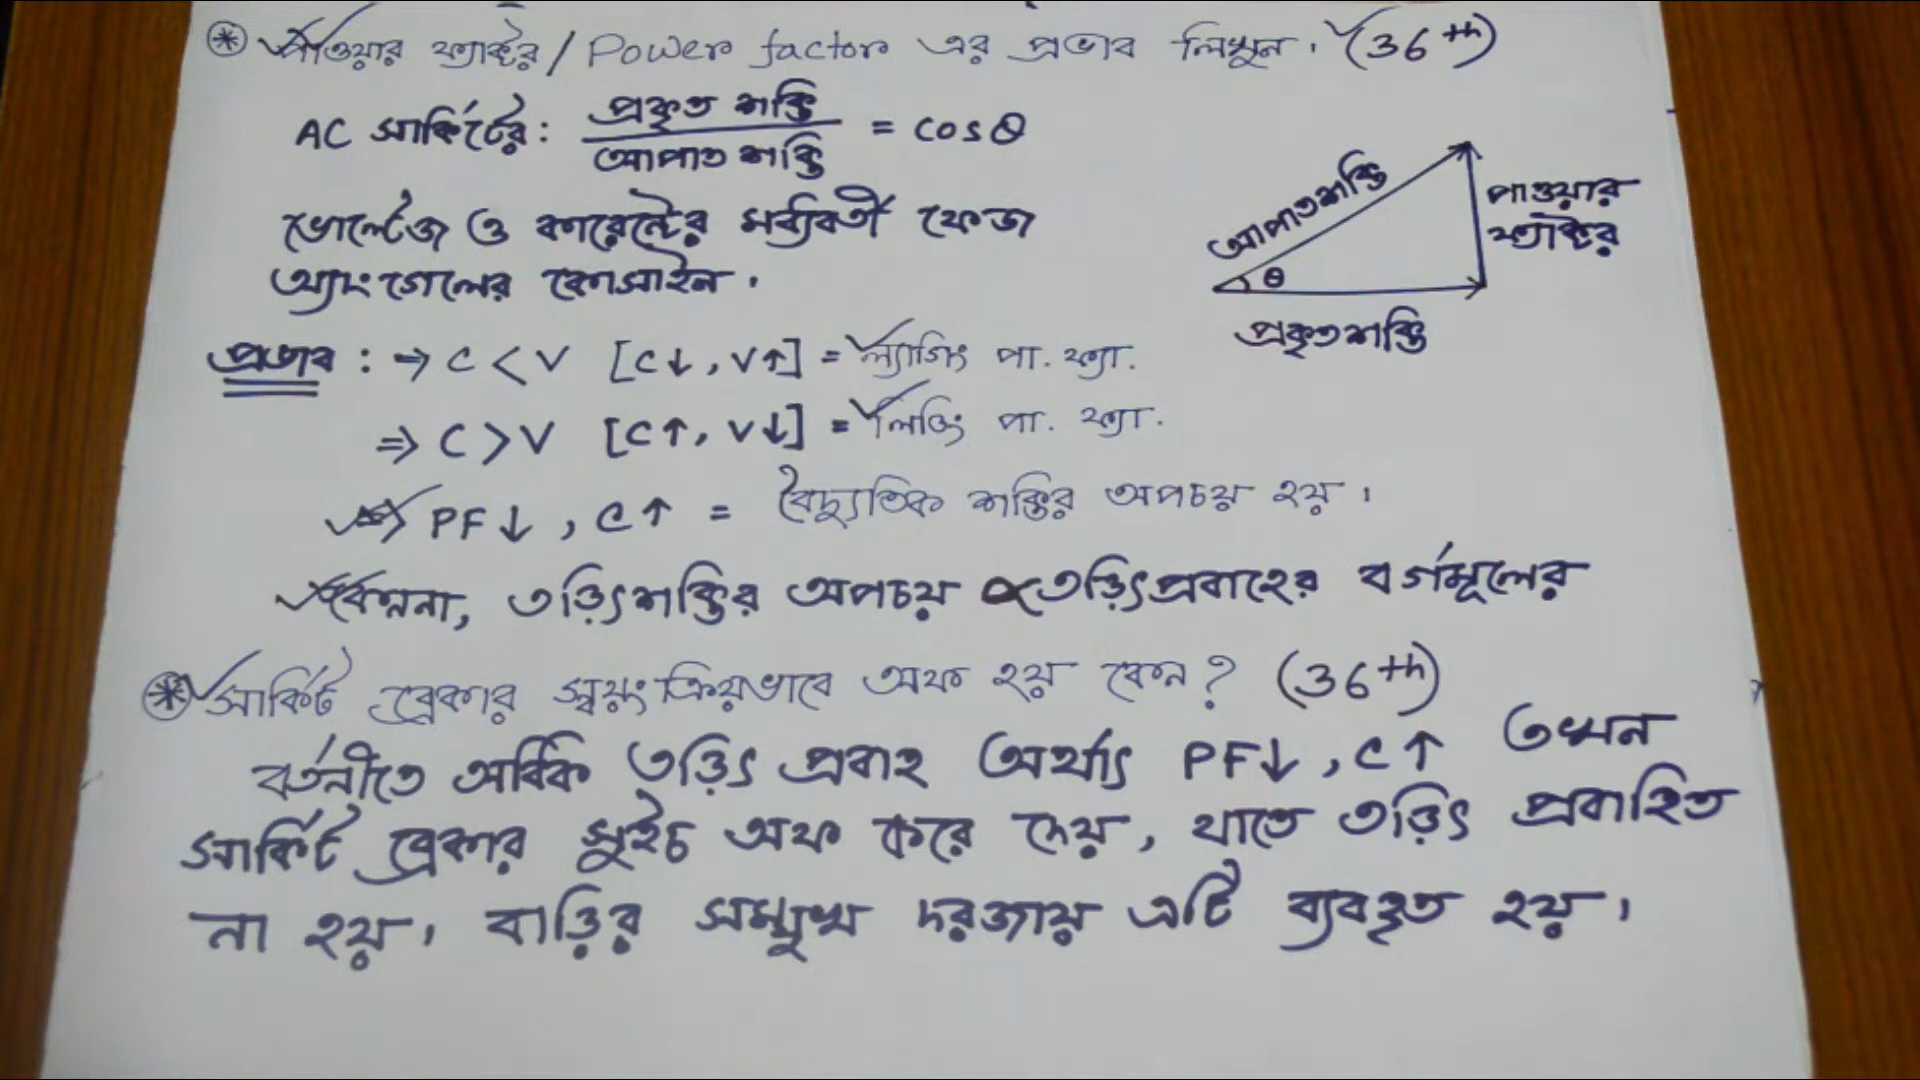 পাওয়ার ফ্যাক্টর / Power factor এর প্রভাব লিখুন। (36th)
AC সার্কিটের: প্রকৃত শক্তি / আপাত শক্তি = cosθ
ভোল্টেজ ও কারেন্টের মধ্যবর্তী ফেজ
অ্যাংগেলের কোসাইন।
আপাতশক্তি
পাওয়ার
ফ্যাক্টর
θ
প্রকৃতশক্তি
প্রভাব : ⇒ C < V [C↓, V↑] = ল্যাগিং পা. ফ্যা.
⇒ C > V [C↑, V↓] = লিডিং পা. ফ্যা.
⇒ PF↓, C↑ = বৈদ্যুতিক শক্তির অপচয় হয়।
কেননা, তড়িৎশক্তির অপচয় ∝ তড়িৎপ্রবাহের বর্গমূলের
সার্কিট ব্রেকার স্বয়ংক্রিয়ভাবে অফ হয় কেন? (36th)
বর্তনীতে অধিক তড়িৎ প্রবাহ অর্থাৎ PF↓, C↑ তখন
সার্কিট ব্রেকার সুইচ অফ করে দেয়, যাতে তড়িৎ প্রবাহিত
না হয়। বাড়ির সম্মুখ দরজায় এটি ব্যবহৃত হয়।